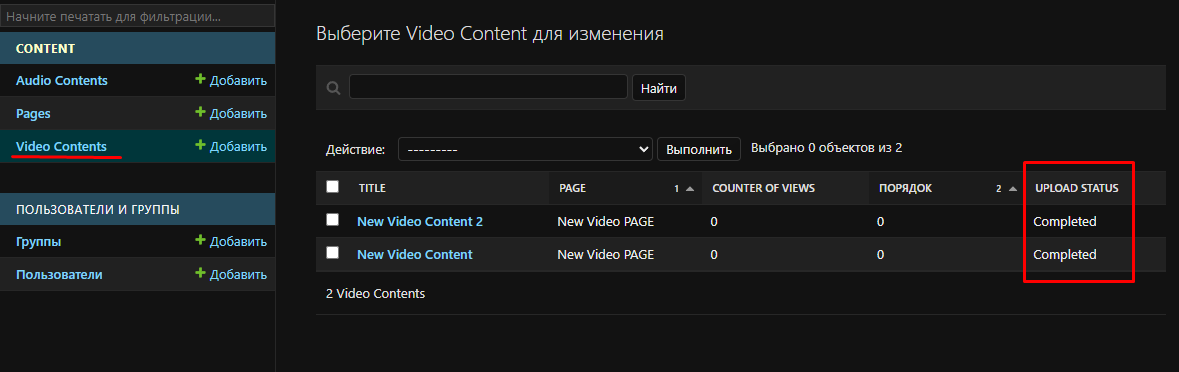 Начните печатать для фильтрации...
CONTENT
Audio Contents + Добавить
Pages + Добавить
Video Contents + Добавить
ПОЛЬЗОВАТЕЛИ И ГРУППЫ
Группы + Добавить
Пользователи + Добавить
Выберите Video Content для изменения
Найти
Действие: --------- Выполнить Выбрано 0 объектов из 2
TITLE PAGE 1 COUNTER OF VIEWS ПОРЯДОК 2 UPLOAD STATUS
New Video Content 2 New Video PAGE 0 0 Completed
New Video Content New Video PAGE 0 0 Completed
2 Video Contents